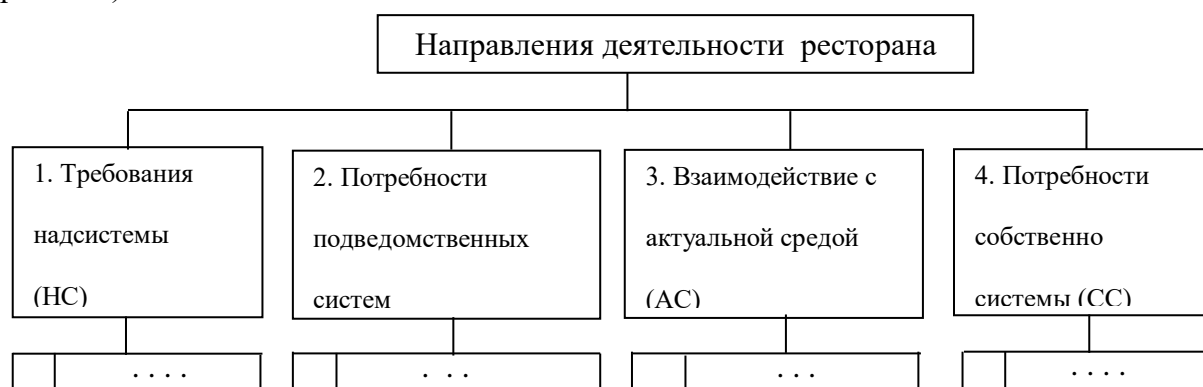 Направления деятельности ресторана
1. Требования
надсистемы
(НС)
2. Потребности
подведомственных
систем
3. Взаимодействие с
актуальной средой
(АС)
4. Потребности
собственно
системы (СС)
. . . .
. . .
. . .
. . . .